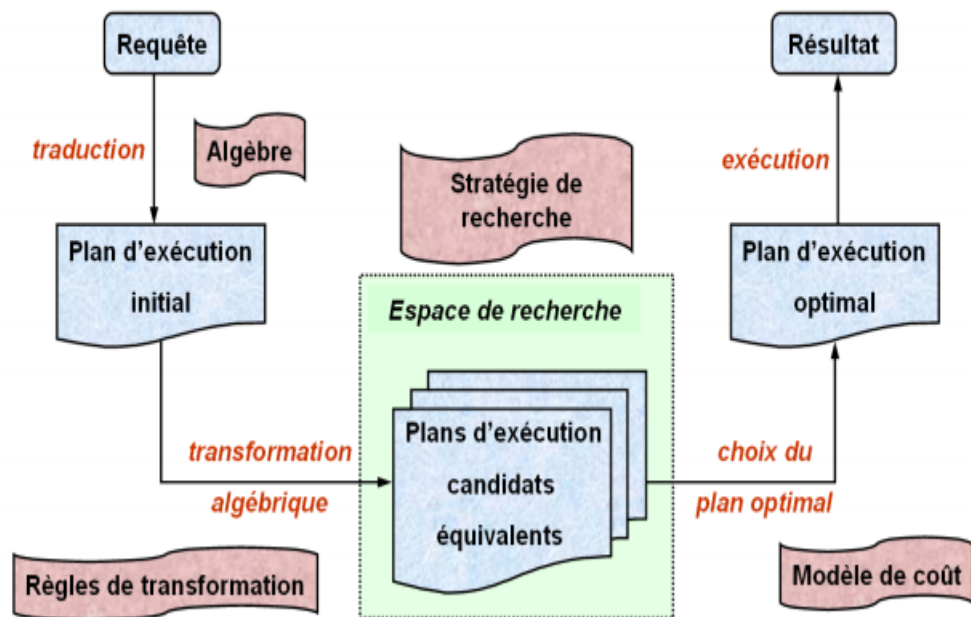 Requête
Résultat
traduction
Algèbre
Stratégie de
recherche
exécution
Plan d'exécution
initial
Plan d'exécution
optimal
Espace de recherche
Plans d'exécution
candidats
équivalents
transformation
algébrique
choix du
plan optimal
Règles de transformation
Modèle de coût